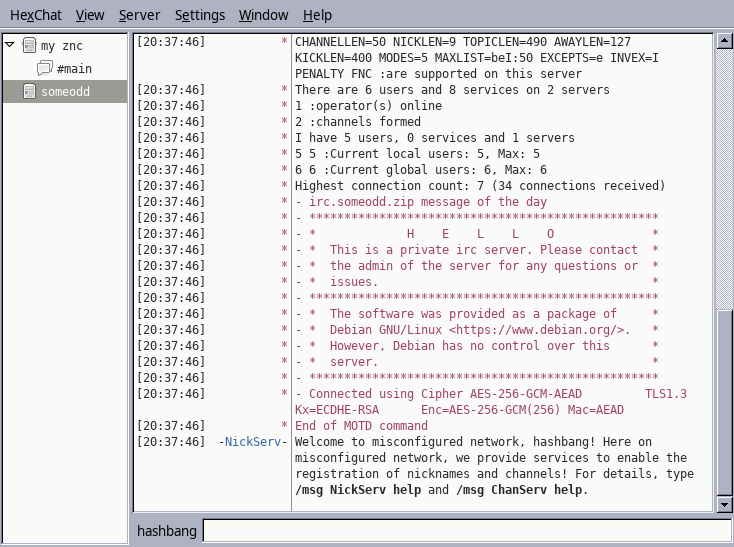 HexChat View Server Settings Window Help
my znc
#main
someodd
[20:37:46] * CHANNELLEN=50 NICKLEN=9 TOPICLEN=490 AWAYLEN=127
KICKLEN=400 MODES=5 MAXLIST=beI:50 EXCEPTS=e INVEX=I
PENALTY FNC :are supported on this server
[20:37:46] * There are 6 users and 8 services on 2 servers
[20:37:46] * 1 :operator(s) online
[20:37:46] * 2 :channels formed
[20:37:46] * I have 5 users, 0 services and 1 servers
[20:37:46] * 5 5 :Current local users: 5, Max: 5
[20:37:46] * 6 6 :Current global users: 6, Max: 6
[20:37:46] * Highest connection count: 7 (34 connections received)
[20:37:46] * - irc.someodd.zip message of the day
[20:37:46] * - **************************************************
[20:37:46] * - *             H    E    L    L    O              *
[20:37:46] * - *  This is a private irc server. Please contact  *
[20:37:46] * - *  the admin of the server for any questions or  *
[20:37:46] * - *  issues.                                       *
[20:37:46] * - **************************************************
[20:37:46] * - *  The software was provided as a package of     *
[20:37:46] * - *  Debian GNU/Linux <https://www.debian.org/>.   *
[20:37:46] * - *  However, Debian has no control over this      *
[20:37:46] * - *  server.                                       *
[20:37:46] * - **************************************************
[20:37:46] * - Connected using Cipher AES-256-GCM-AEAD         TLS1.3
Kx=ECDHE-RSA      Enc=AES-256-GCM(256) Mac=AEAD
[20:37:46] * End of MOTD command
[20:37:46] -NickServ- Welcome to misconfigured network, hashbang! Here on
misconfigured network, we provide services to enable the
registration of nicknames and channels! For details, type
/msg NickServ help and /msg ChanServ help.
hashbang